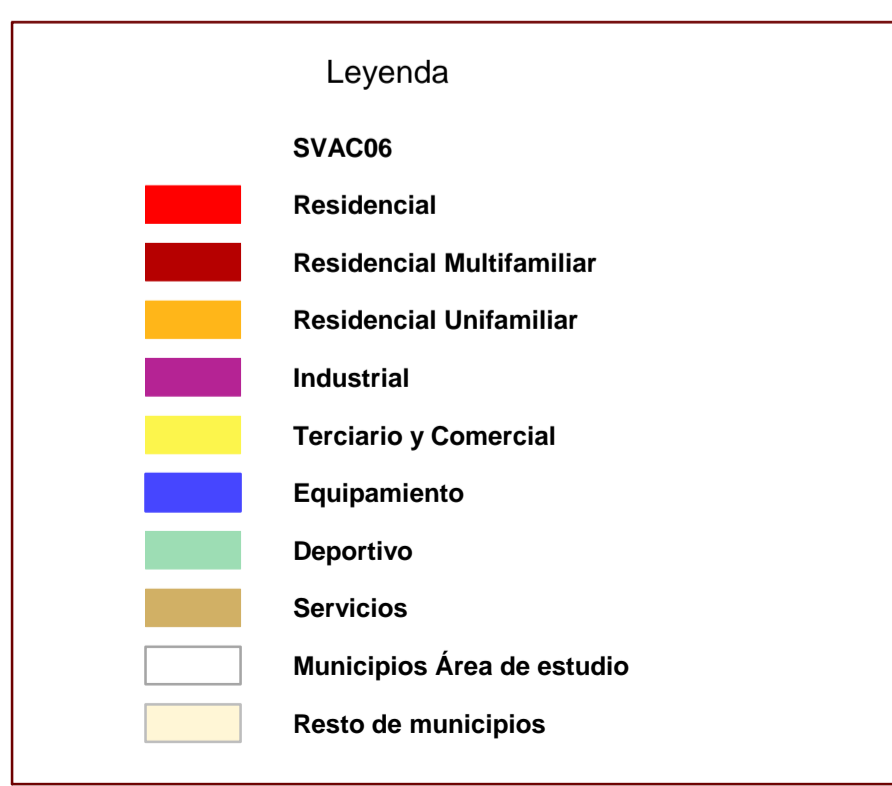 Leyenda
SVAC06
Residencial
Residencial Multifamiliar
Residencial Unifamiliar
Industrial
Terciario y Comercial
Equipamiento
Deportivo
Servicios
Municipios Área de estudio
Resto de municipios